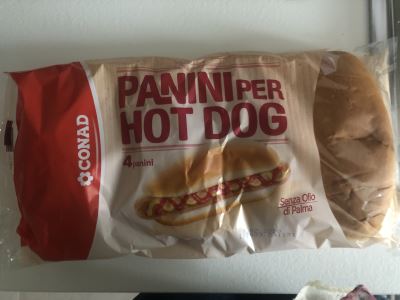 CONAD
PANINI PER
HOT DOG
4 panini
Senza Olio
di Palma